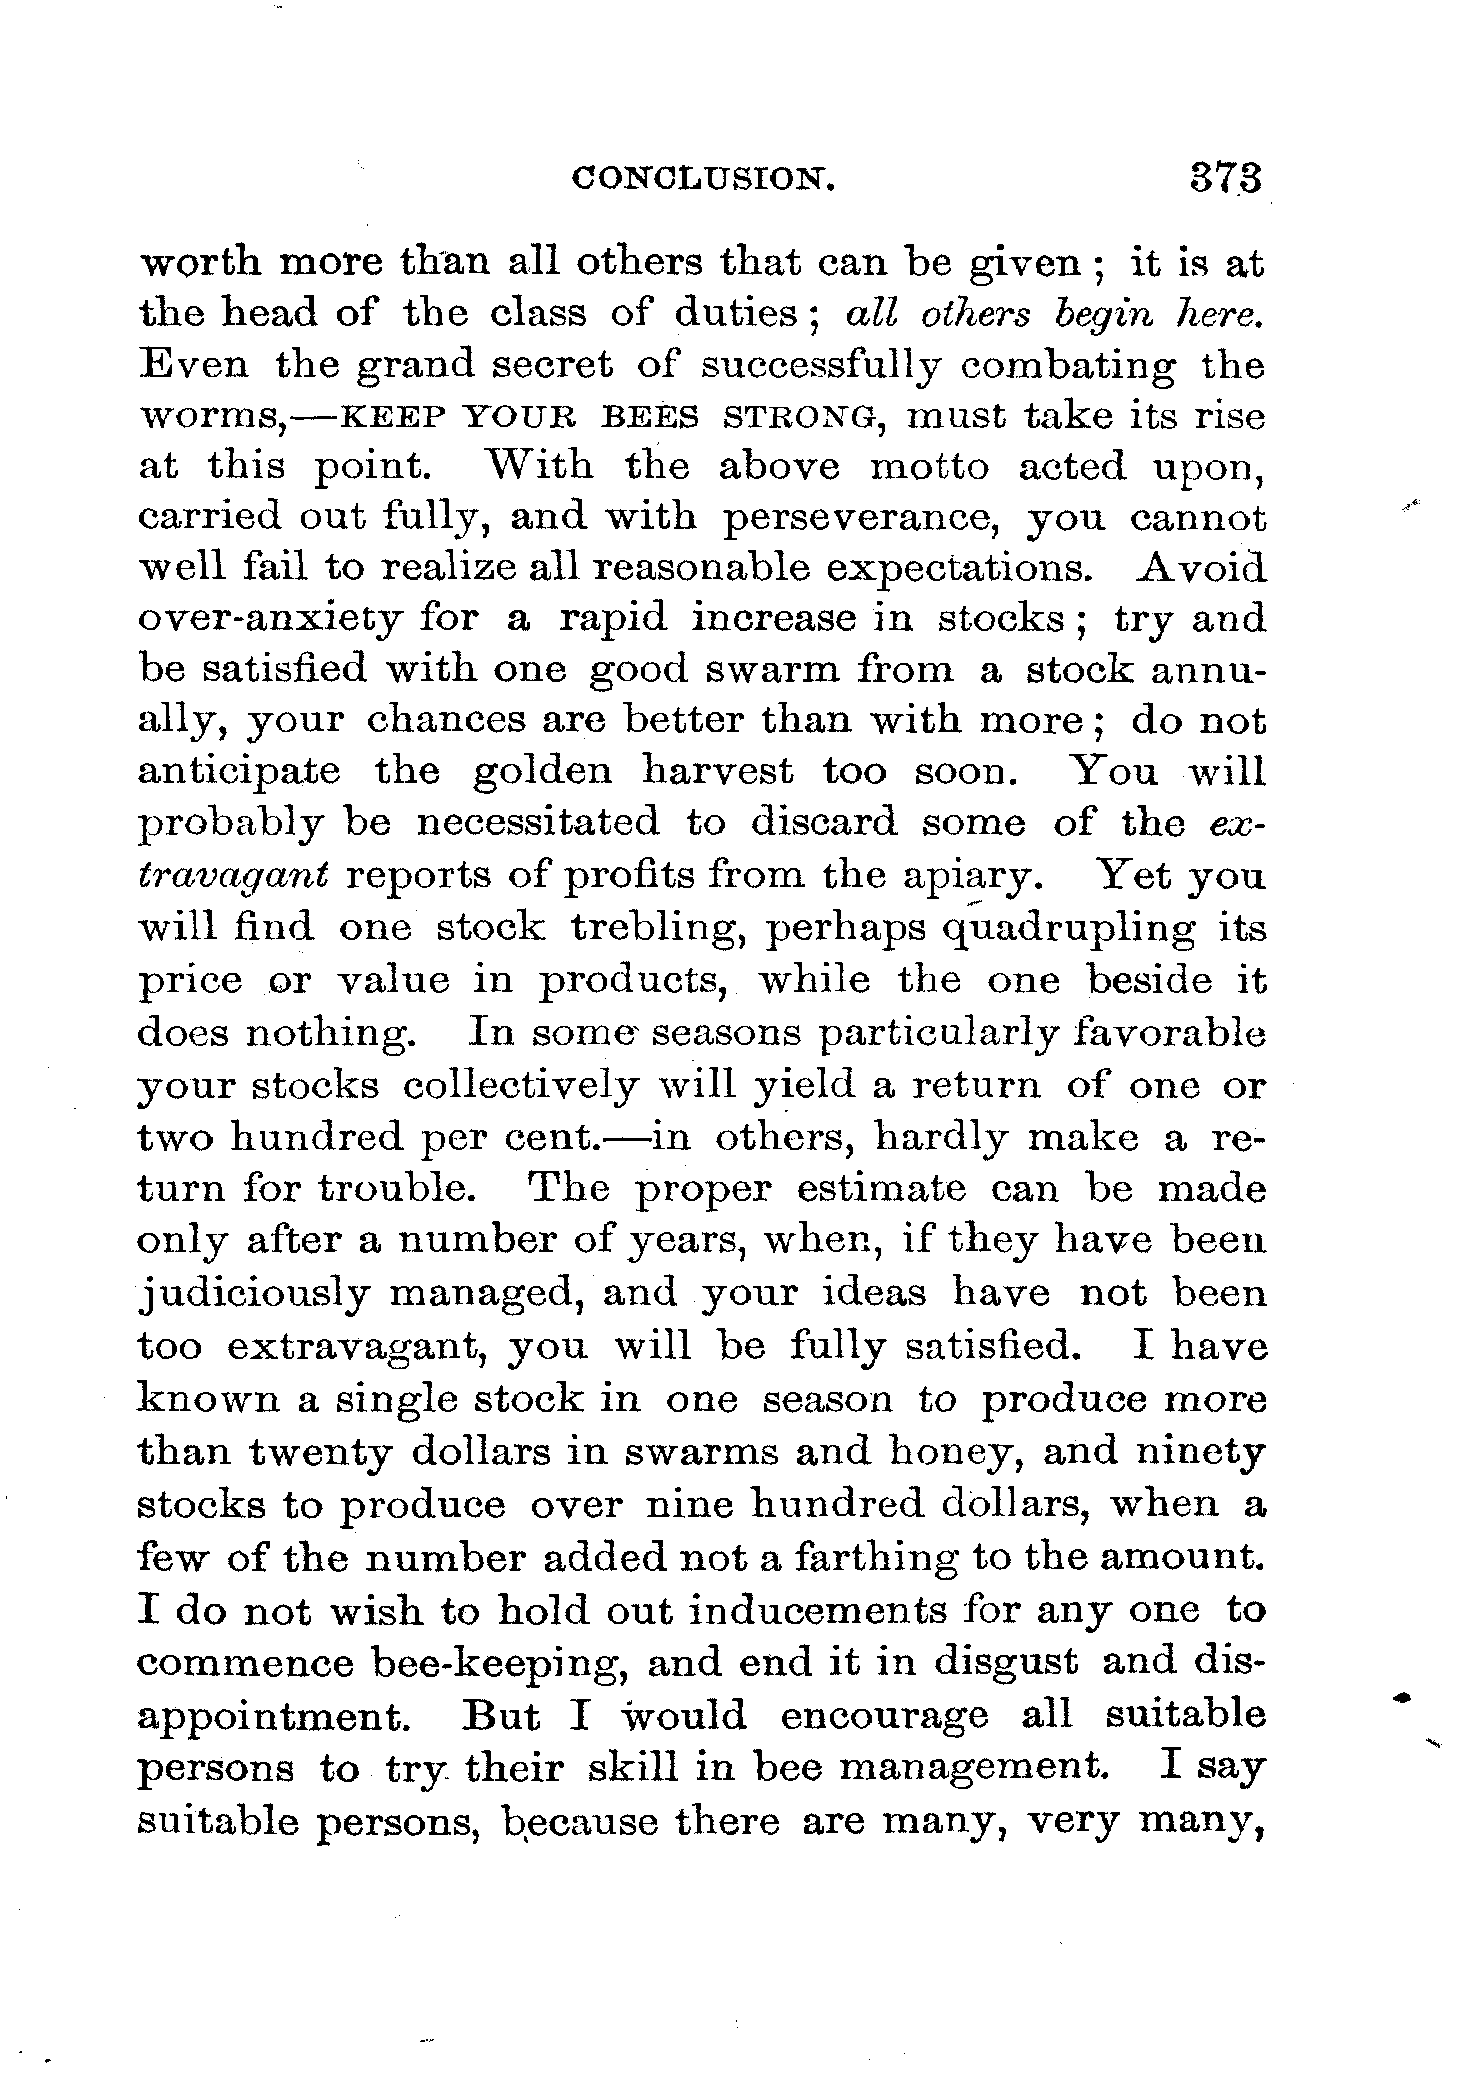 CONCLUSION. 373
worth more than all others that can be given ; it is at
the head of the class of duties ; all others begin here.
Even the grand secret of successfully combating the
worms,—KEEP YOUR BEES STRONG, must take its rise
at this point. With the above motto acted upon,
carried out fully, and with perseverance, you cannot
well fail to realize all reasonable expectations. Avoid
over-anxiety for a rapid increase in stocks ; try and
be satisfied with one good swarm from a stock annu-
ally, your chances are better than with more ; do not
anticipate the golden harvest too soon. You will
probably be necessitated to discard some of the ex-
travagant reports of profits from the apiary. Yet you
will find one stock trebling, perhaps quadrupling its
price or value in products, while the one beside it
does nothing. In some seasons particularly favorable
your stocks collectively will yield a return of one or
two hundred per cent.—in others, hardly make a re-
turn for trouble. The proper estimate can be made
only after a number of years, when, if they have been
judiciously managed, and your ideas have not been
too extravagant, you will be fully satisfied. I have
known a single stock in one season to produce more
than twenty dollars in swarms and honey, and ninety
stocks to produce over nine hundred dollars, when a
few of the number added not a farthing to the amount.
I do not wish to hold out inducements for any one to
commence bee-keeping, and end it in disgust and dis-
appointment. But I would encourage all suitable
persons to try their skill in bee management. I say
suitable persons, because there are many, very many,